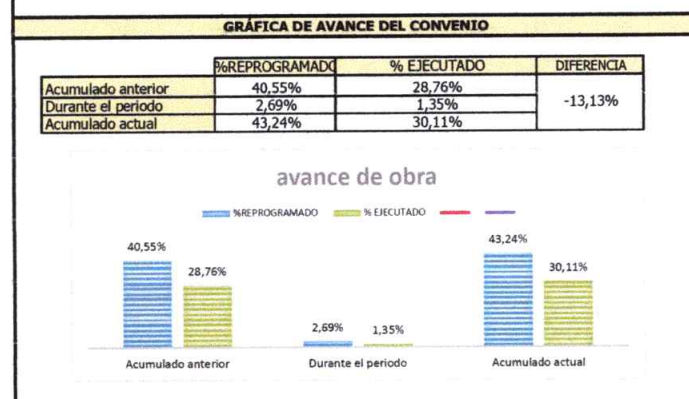 GRÁFICA DE AVANCE DEL CONVENIO
%REPROGRAMADO % EJECUTADO DIFERENCIA
Acumulado anterior 40,55% 28,76%
Durante el periodo 2,69% 1,35% -13,13%
Acumulado actual 43,24% 30,11%
avance de obra
%REPROGRAMADO % EJECUTADO
40,55% 28,76% 2,69% 1,35% 43,24% 30,11%
Acumulado anterior Durante el periodo Acumulado actual